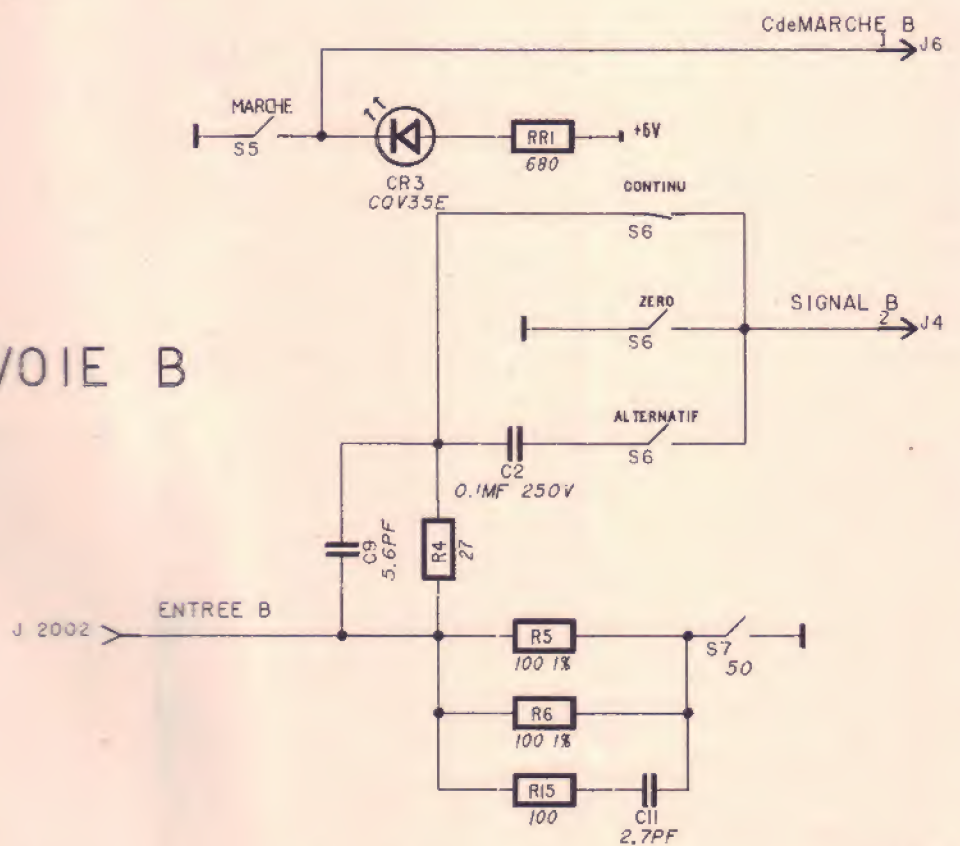 CdeMARCHE B
1
J6
MARCHE
S5
RR1
680
+6V
CR3
CQV35E
CONTINU
S6
ZERO
S6
SIGNAL B
2
J4
VOIE B
ALTERNATIF
S6
C2
0.1MF 250V
C9
5.6PF
R4
27
ENTREE B
J 2002
R5
100 1%
S7
50
R6
100 1%
R15
100
C11
2.7PF